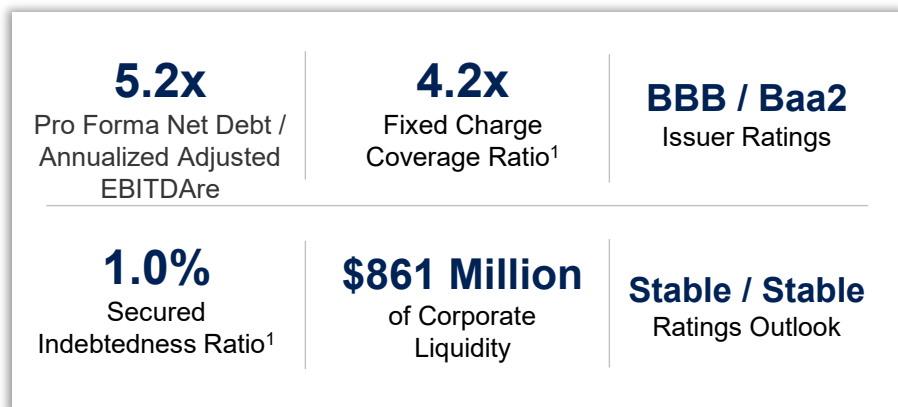 5.2x
Pro Forma Net Debt /
Annualized Adjusted
EBITDAre
4.2x
Fixed Charge
Coverage Ratio¹
BBB / Baa2
Issuer Ratings
1.0%
Secured
Indebtedness Ratio¹
$861 Million
of Corporate
Liquidity
Stable / Stable
Ratings Outlook